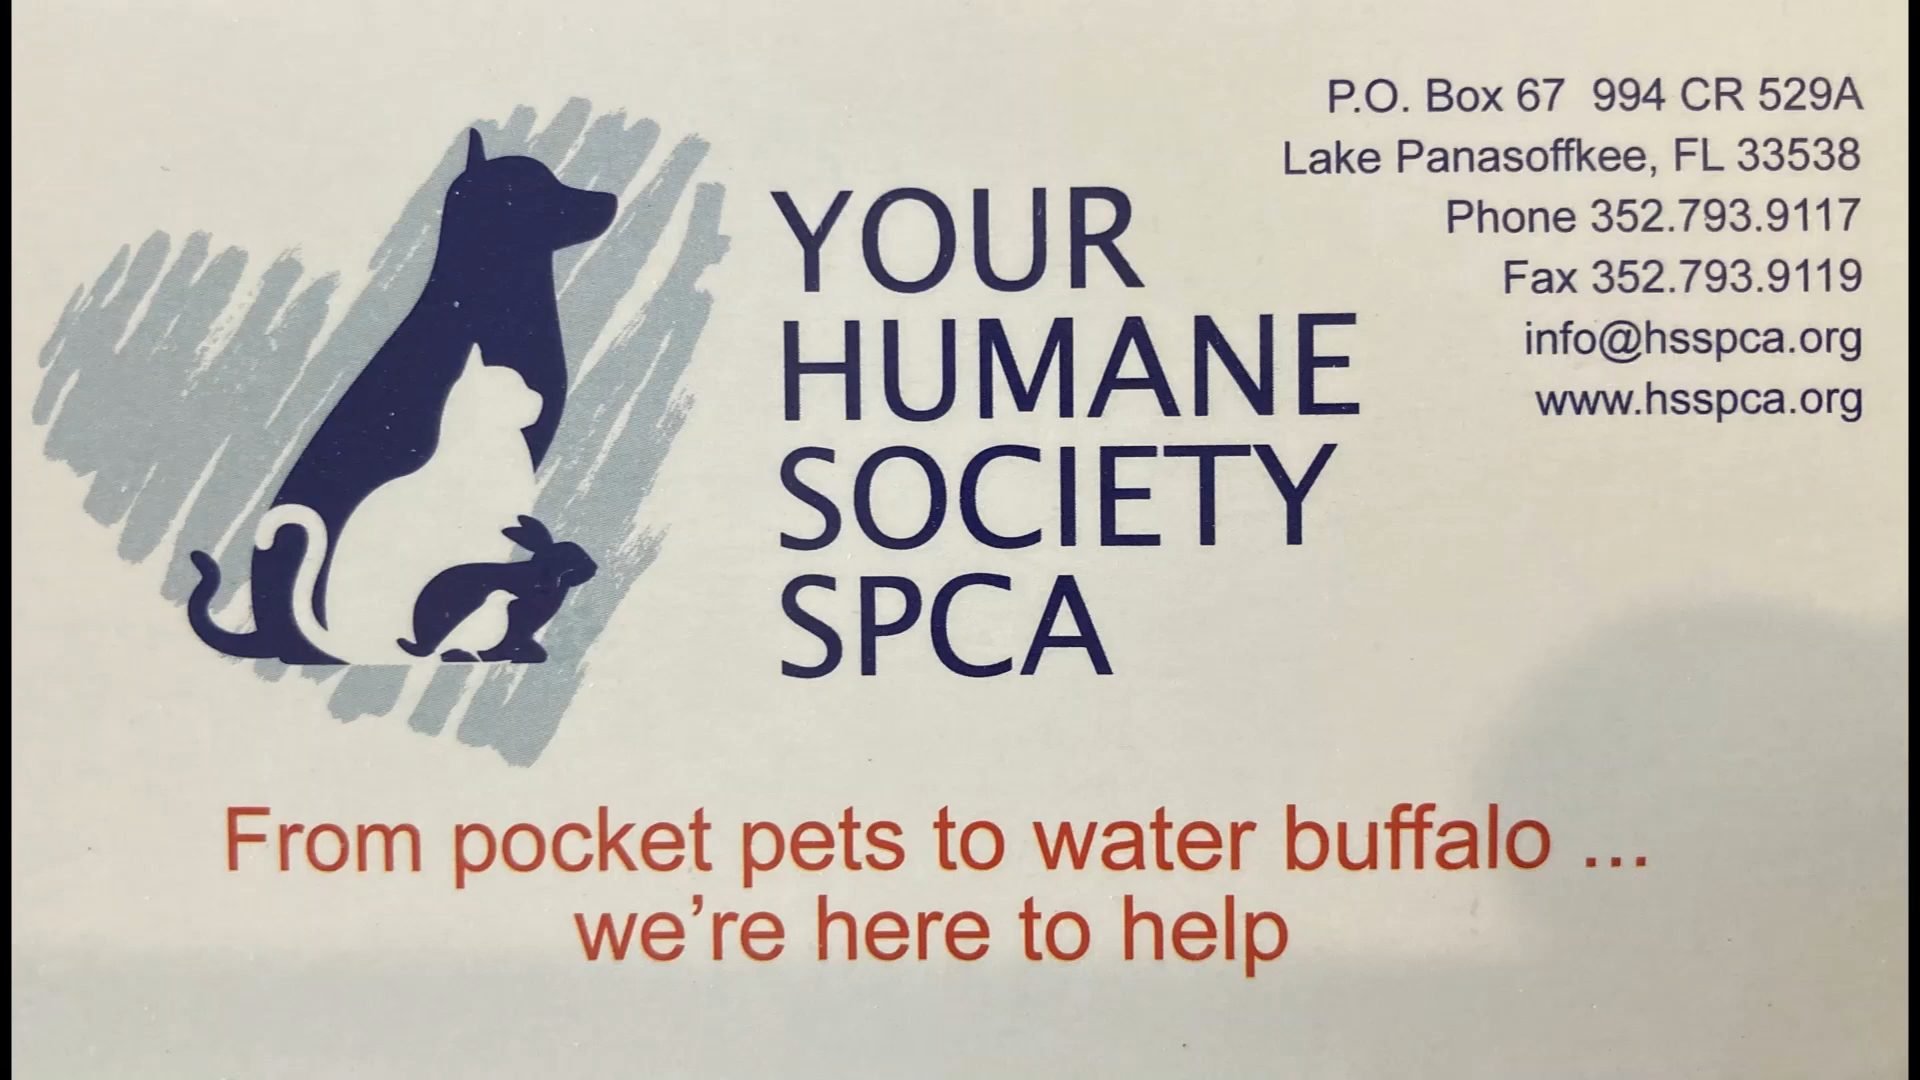 P.O. Box 67 994 CR 529A
Lake Panasoffkee, FL 33538
Phone 352.793.9117
Fax 352.793.9119
info@hsspca.org
www.hsspca.org
YOUR
HUMANE
SOCIETY
SPCA
From pocket pets to water buffalo ...
we're here to help